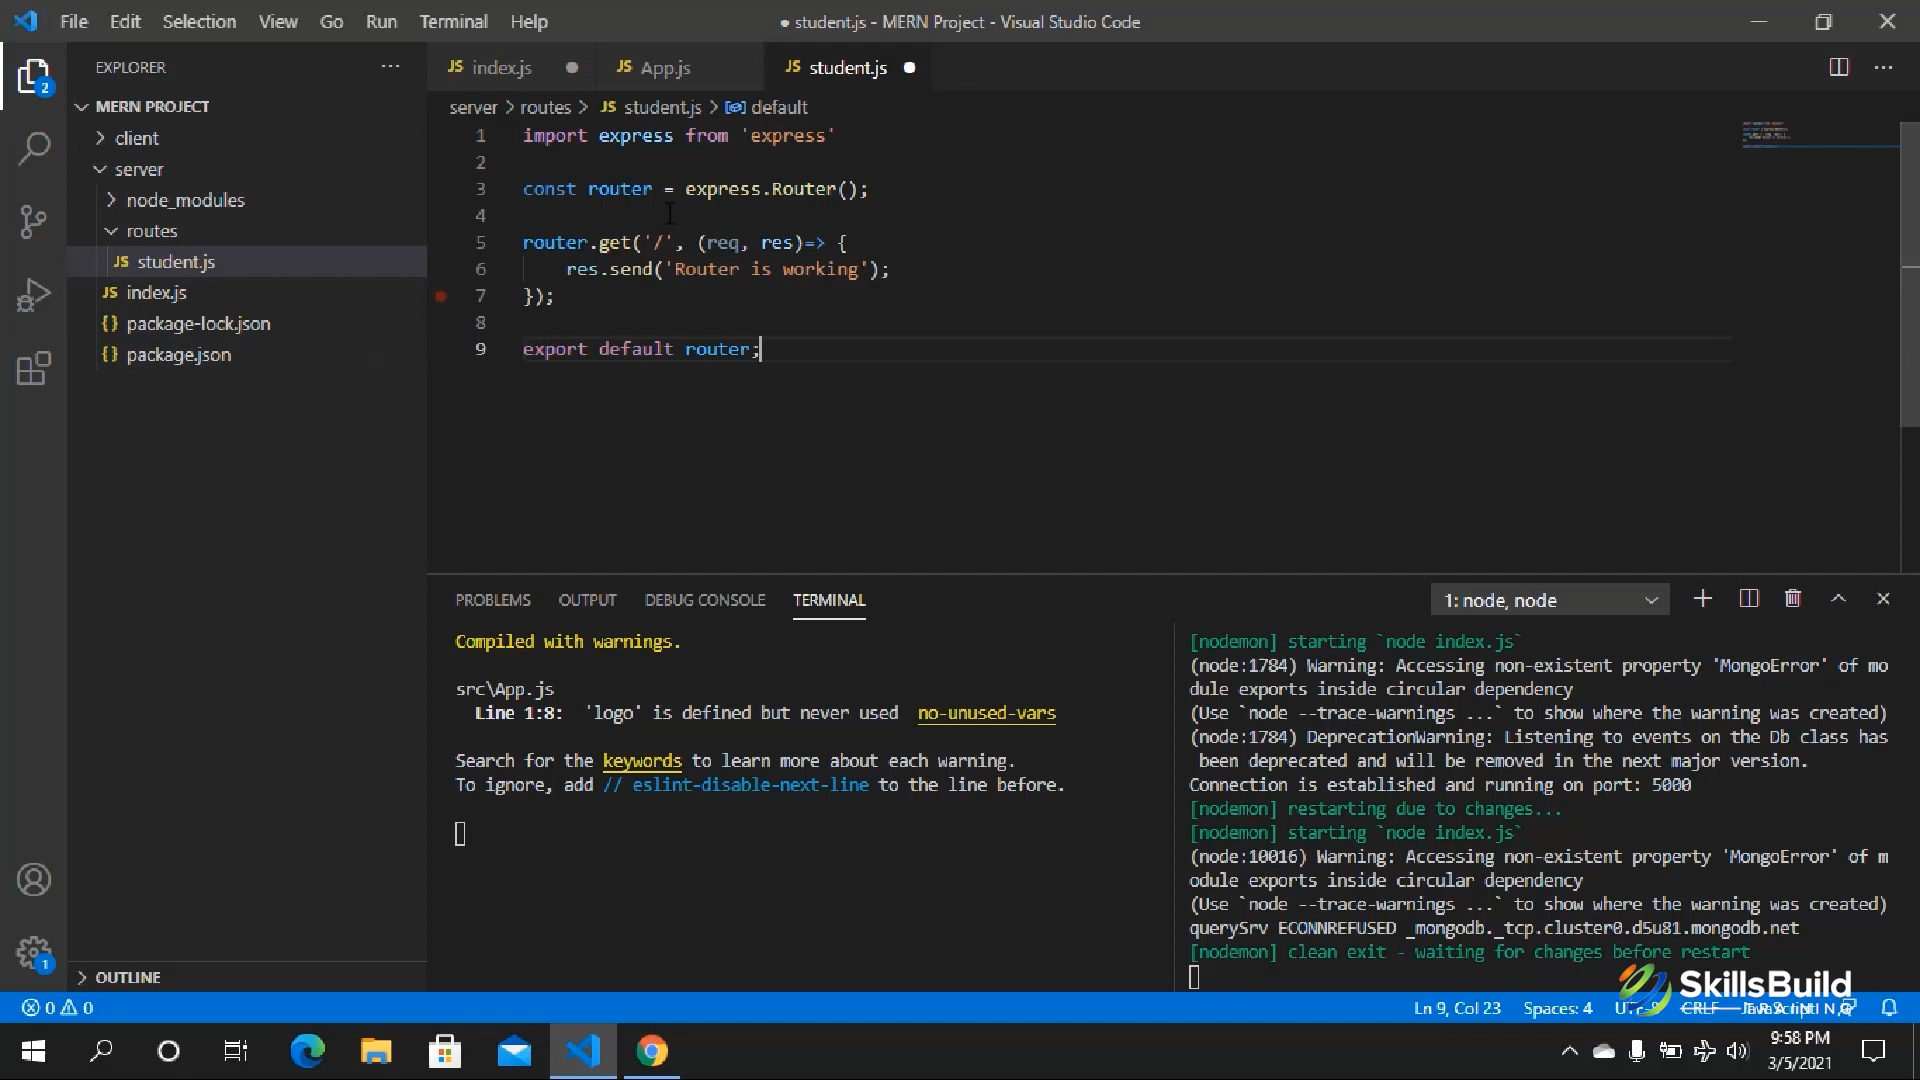 File Edit Selection View Go Run Terminal Help
● student.js - MERN Project - Visual Studio Code
EXPLORER
index.js
App.js
student.js
MERN PROJECT
server > routes > JS student.js > default
client
server
node_modules
routes
JS student.js
JS index.js
{} package-lock.json
{} package.json
1 import express from 'express'
2
3 const router = express.Router();
4
5 router.get('/', (req, res)=> {
6 res.send('Router is working');
7 });
8
9 export default router;
PROBLEMS OUTPUT DEBUG CONSOLE TERMINAL
1: node, node
Compiled with warnings.
src\App.js
Line 1:8: 'logo' is defined but never used no-unused-vars
Search for the keywords to learn more about each warning.
To ignore, add // eslint-disable-next-line to the line before.
[nodemon] starting `node index.js`
(node:1784) Warning: Accessing non-existent property 'MongoError' of mo
dule exports inside circular dependency
(Use `node --trace-warnings ...` to show where the warning was created)
(node:1784) DeprecationWarning: Listening to events on the Db class has
been deprecated and will be removed in the next major version.
Connection is established and running on port: 5000
[nodemon] restarting due to changes...
[nodemon] starting `node index.js`
(node:10016) Warning: Accessing non-existent property 'MongoError' of m
odule exports inside circular dependency
(Use `node --trace-warnings ...` to show where the warning was created)
querySrv ECONNREFUSED _mongodb._tcp.cluster0.d5u81.mongodb.net
[nodemon] clean exit - waiting for changes before restart
OUTLINE
SkillsBuild
TRAINING
0 0
Ln 9, Col 23 Spaces: 4 CRLF
9:58 PM
3/5/2021